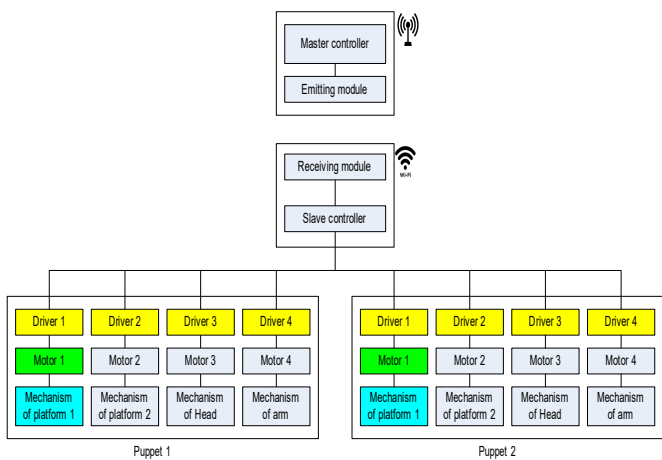 Master controller
Emitting module
Receiving module
Wi-Fi
Slave controller
Driver 1 Driver 2 Driver 3 Driver 4 Driver 1 Driver 2 Driver 3 Driver 4
Motor 1 Motor 2 Motor 3 Motor 4 Motor 1 Motor 2 Motor 3 Motor 4
Mechanism Mechanism Mechanism Mechanism Mechanism Mechanism Mechanism Mechanism
of platform 1 of platform 2 of Head of arm of platform 1 of platform 2 of Head of arm
Puppet 1 Puppet 2